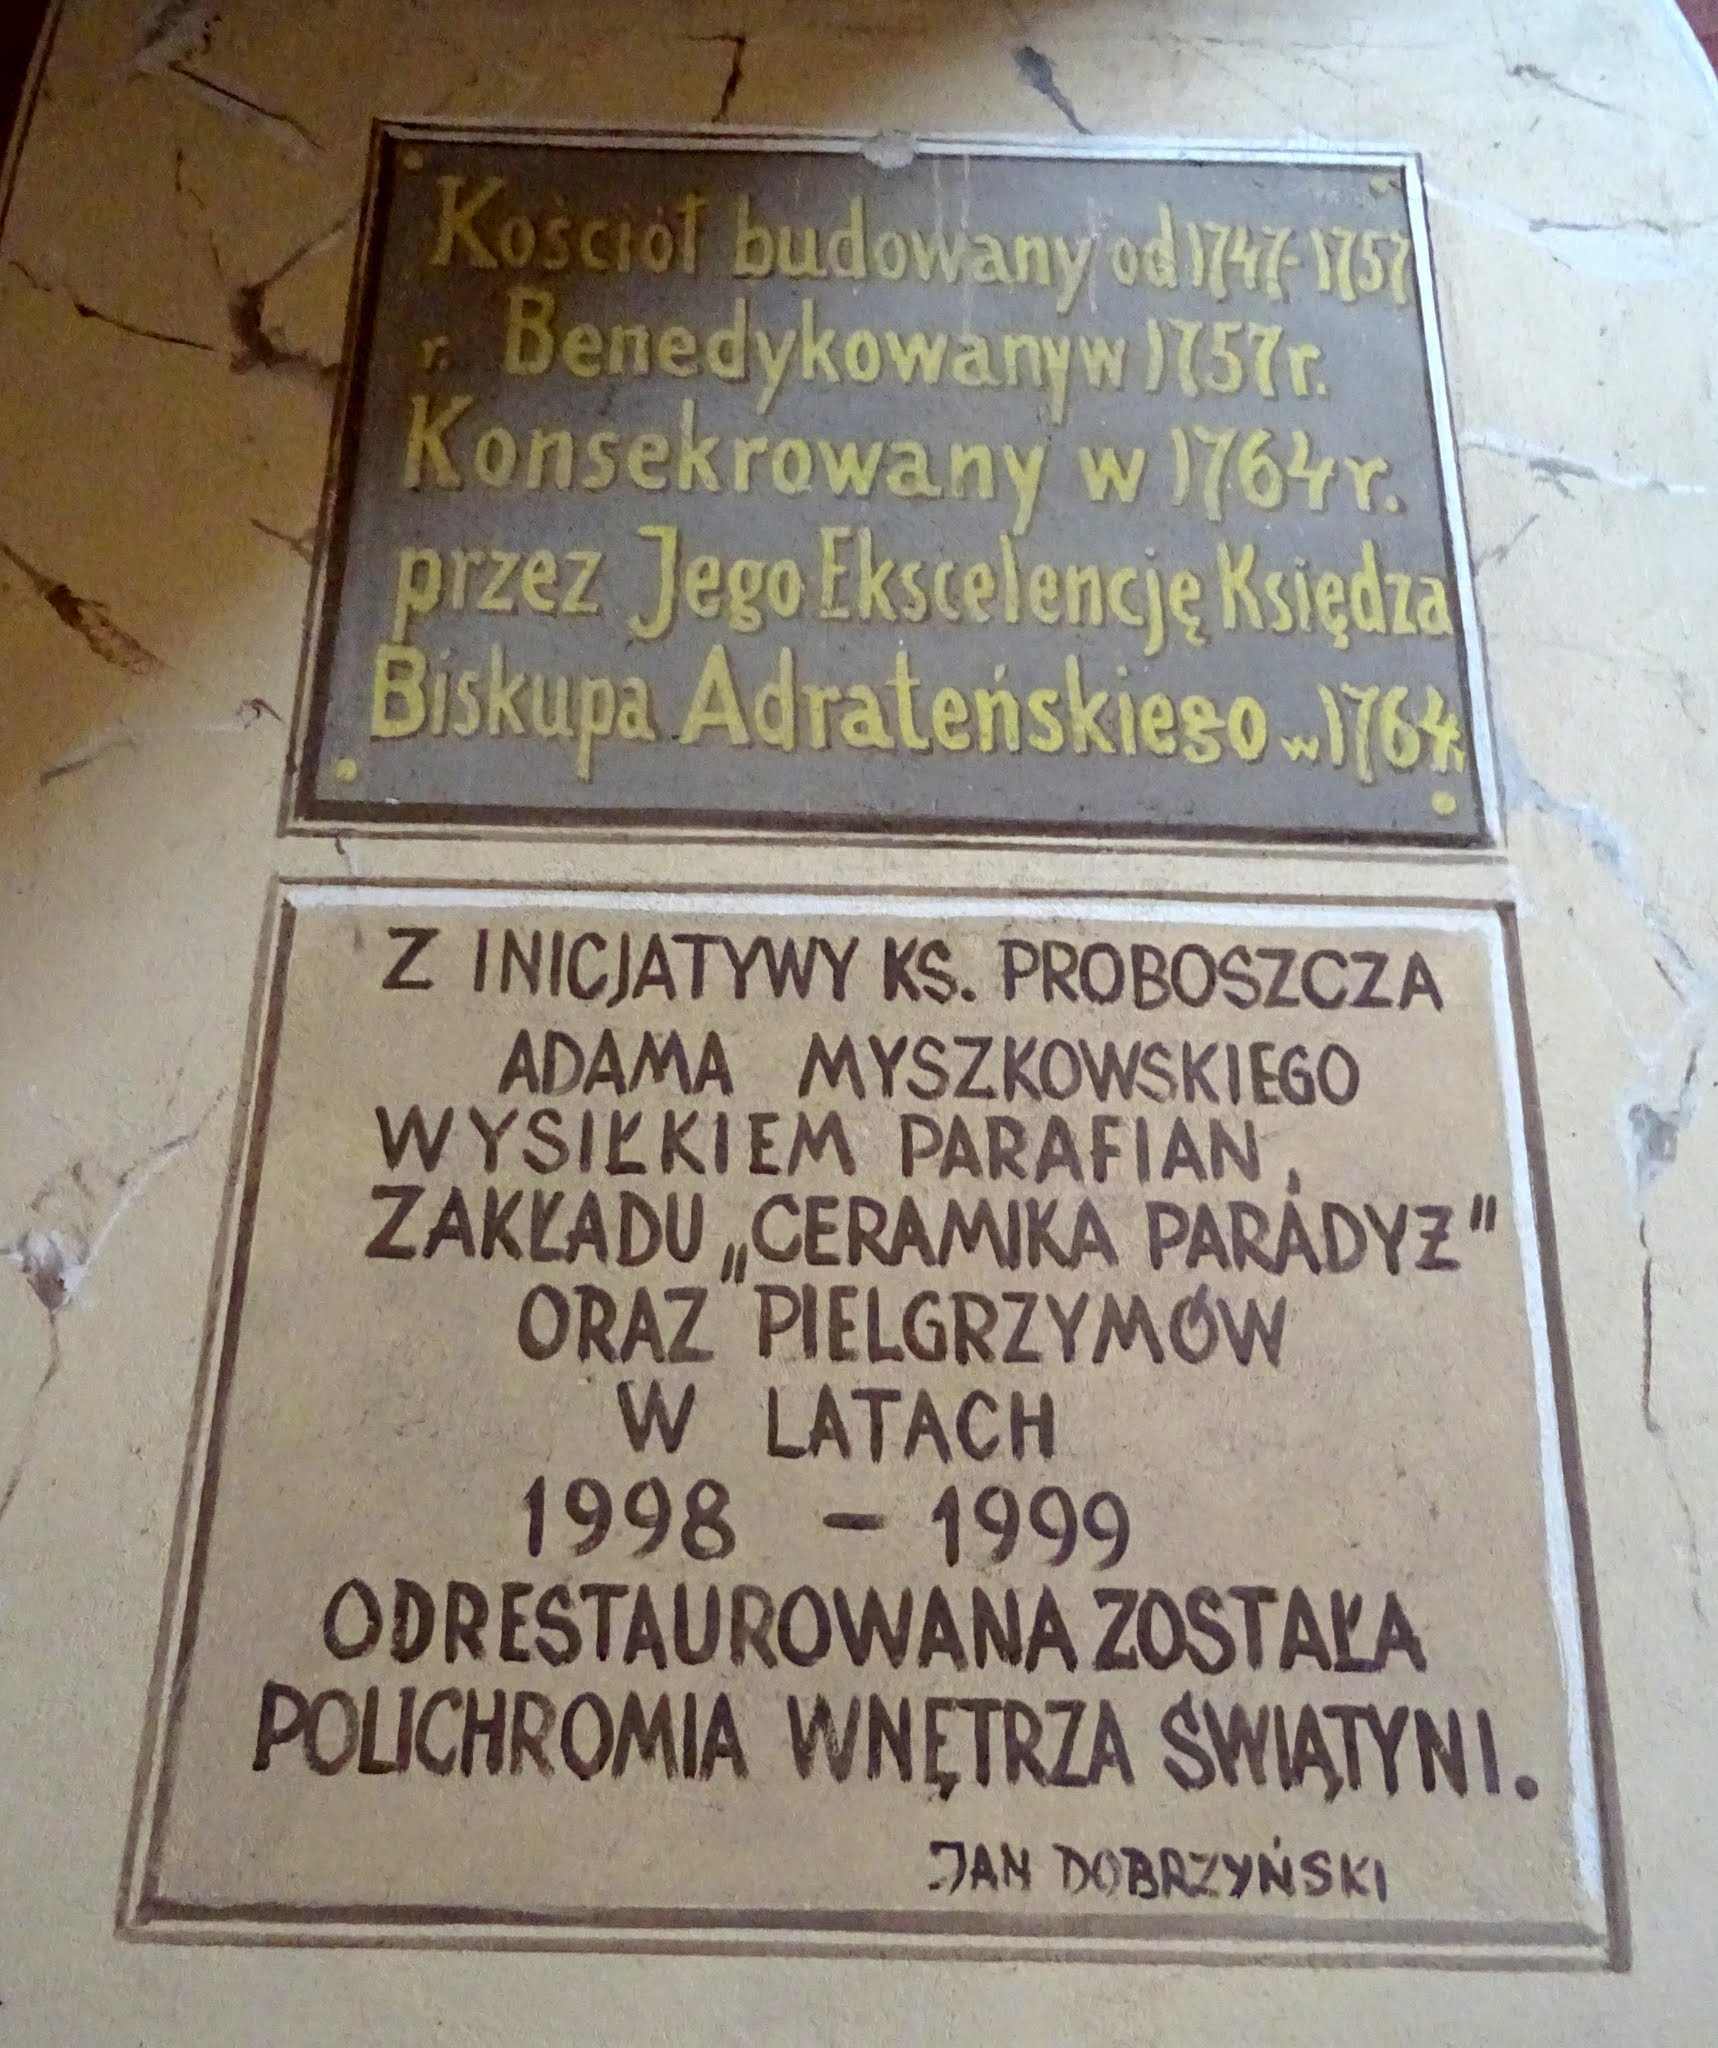 Kościół budowany od 1747-1757
r. Benedykowany w 1757 r.
Konsekrowany w 1764 r.
przez Jego Ekscelencję Księdza
Biskupa Adrateńskiego w 1764r.
Z INICJATYWY KS. PROBOSZCZA
ADAMA MYSZKOWSKIEGO
WYSIŁKIEM PARAFIAN,
ZAKŁADU „CERAMIKA PARADYŻ"
ORAZ PIELGRZYMÓW
W LATACH
1998 - 1999
ODRESTAUROWANA ZOSTAŁA
POLICHROMIA WNĘTRZA ŚWIĄTYNI.
JAN DOBRZYŃSKI